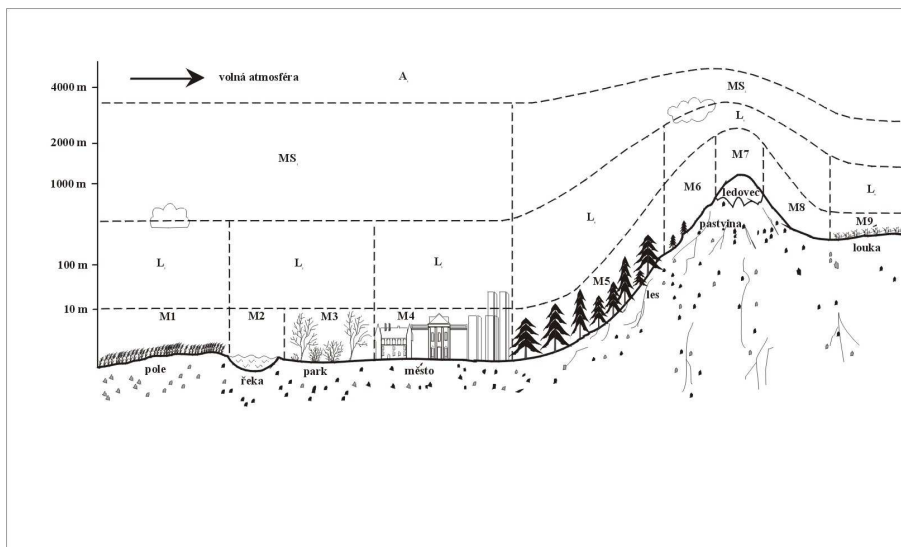 volná atmosféra
A
4000 m
MS
L
2000 m
M7
MS
1000 m
M6
ledovec
L
L
M8
pastvina
M9
louka
L
L
L
100 m
M5
les
10 m
M1
M2
M3
M4
pole
řeka
park
město